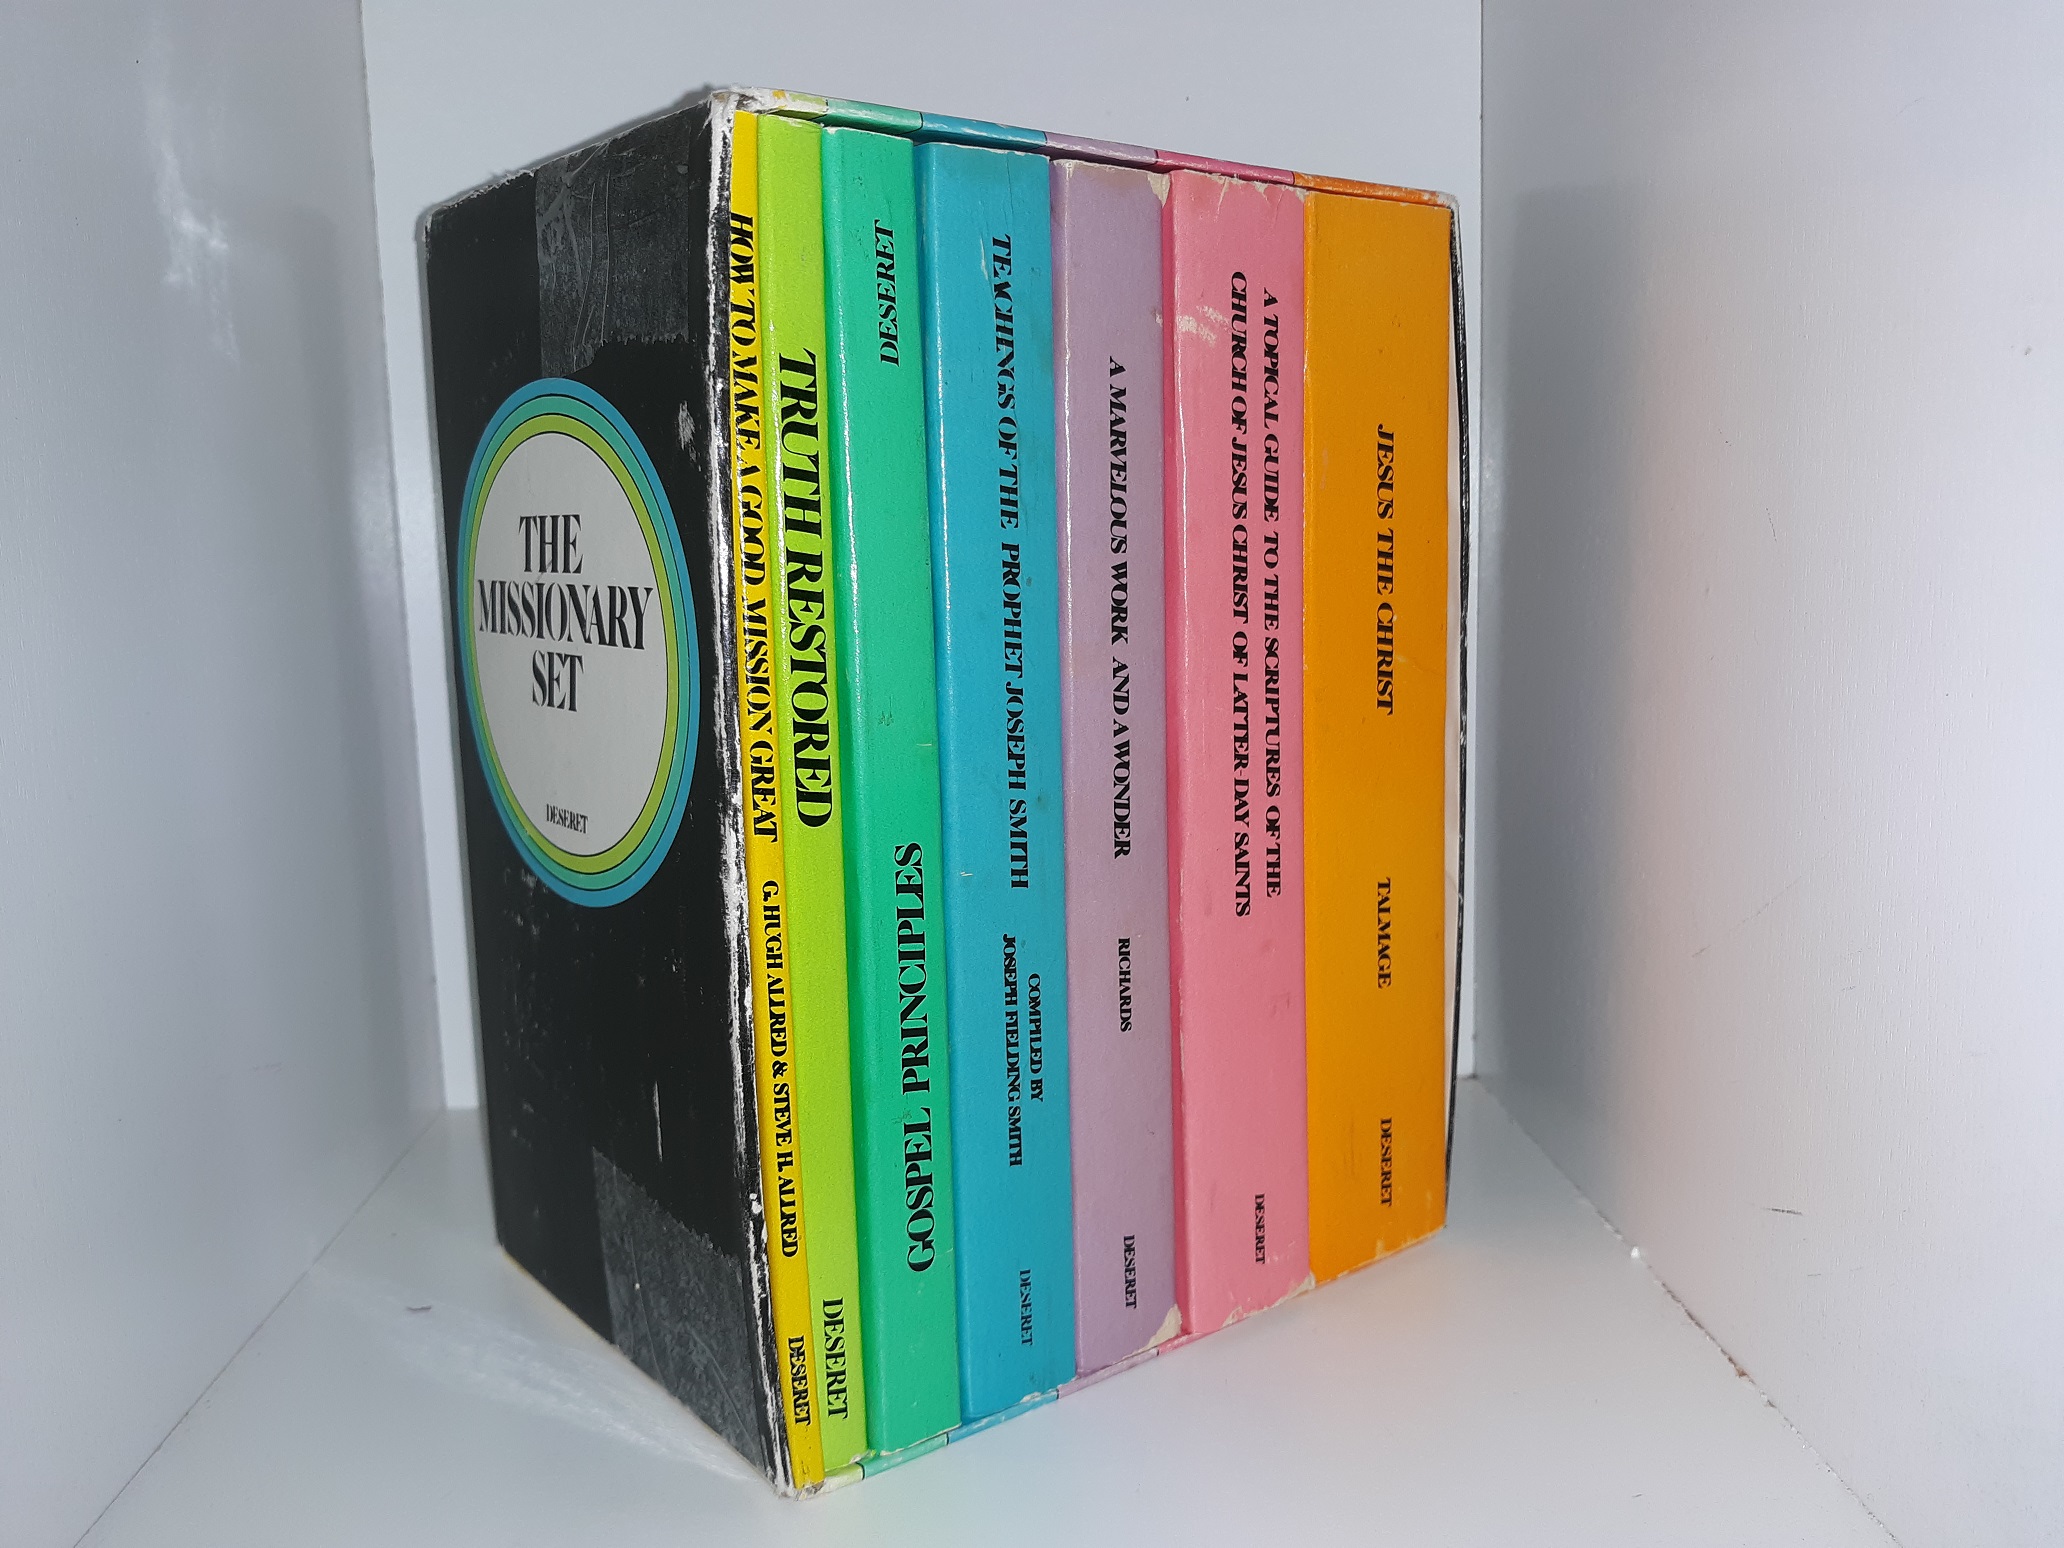 THE
MISSIONARY
SET
DESERET
HOW TO MAKE A GOOD MISSION GREAT
G. HUGH ALLRED & STEVE H. ALLRED
DESERET
TRUTH RESTORED
DESERET
GOSPEL PRINCIPLES
DESERET
TEACHINGS OF THE PROPHET JOSEPH SMITH
COMPILED BY
JOSEPH FIELDING SMITH
DESERET
A MARVELOUS WORK AND A WONDER
RICHARDS
DESERET
A TOPICAL GUIDE TO THE SCRIPTURES OF THE
CHURCH OF JESUS CHRIST OF LATTER-DAY SAINTS
DESERET
JESUS THE CHRIST
TALMAGE
DESERET